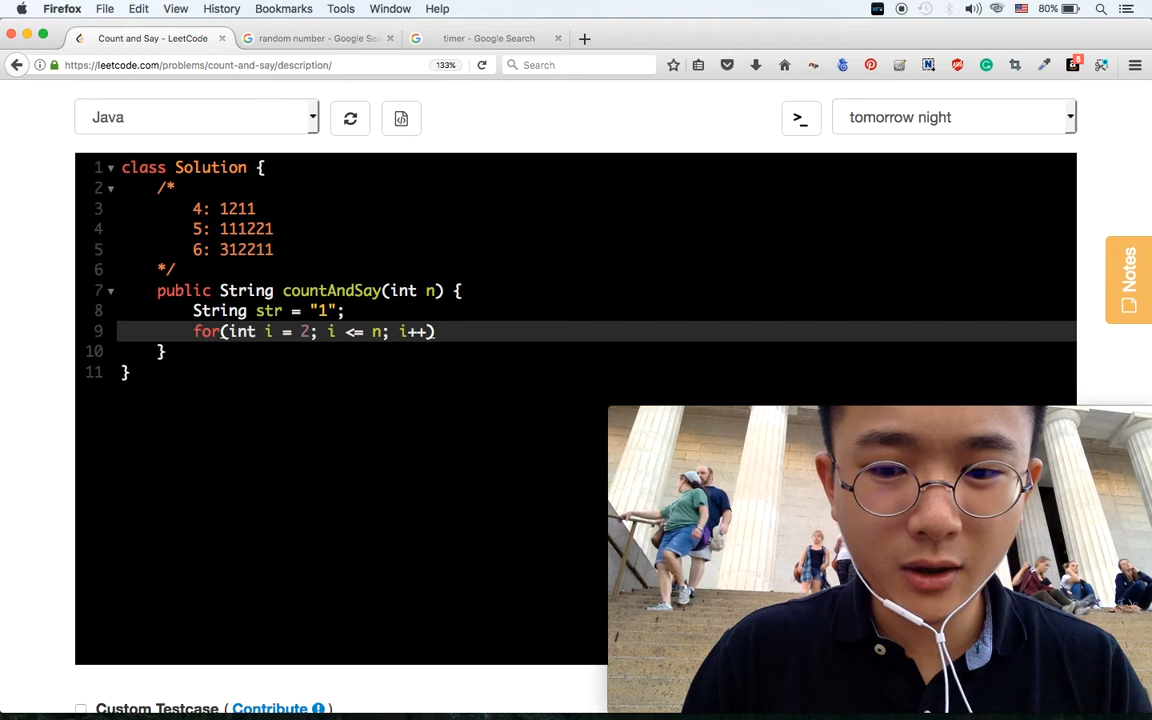 Firefox File Edit View History Bookmarks Tools Window Help 80%
Count and Say - LeetCode random number - Google Se timer - Google Search
https://leetcode.com/problems/count-and-say/description/ 133% Search
Java >_ tomorrow night
1 class Solution {
2 /*
3 4: 1211
4 5: 111221
5 6: 312211
6 */
7 public String countAndSay(int n) {
8 String str = "1";
9 for(int i = 2; i <= n; i++)
10 }
11 }
Notes
Custom Testcase ( Contribute )